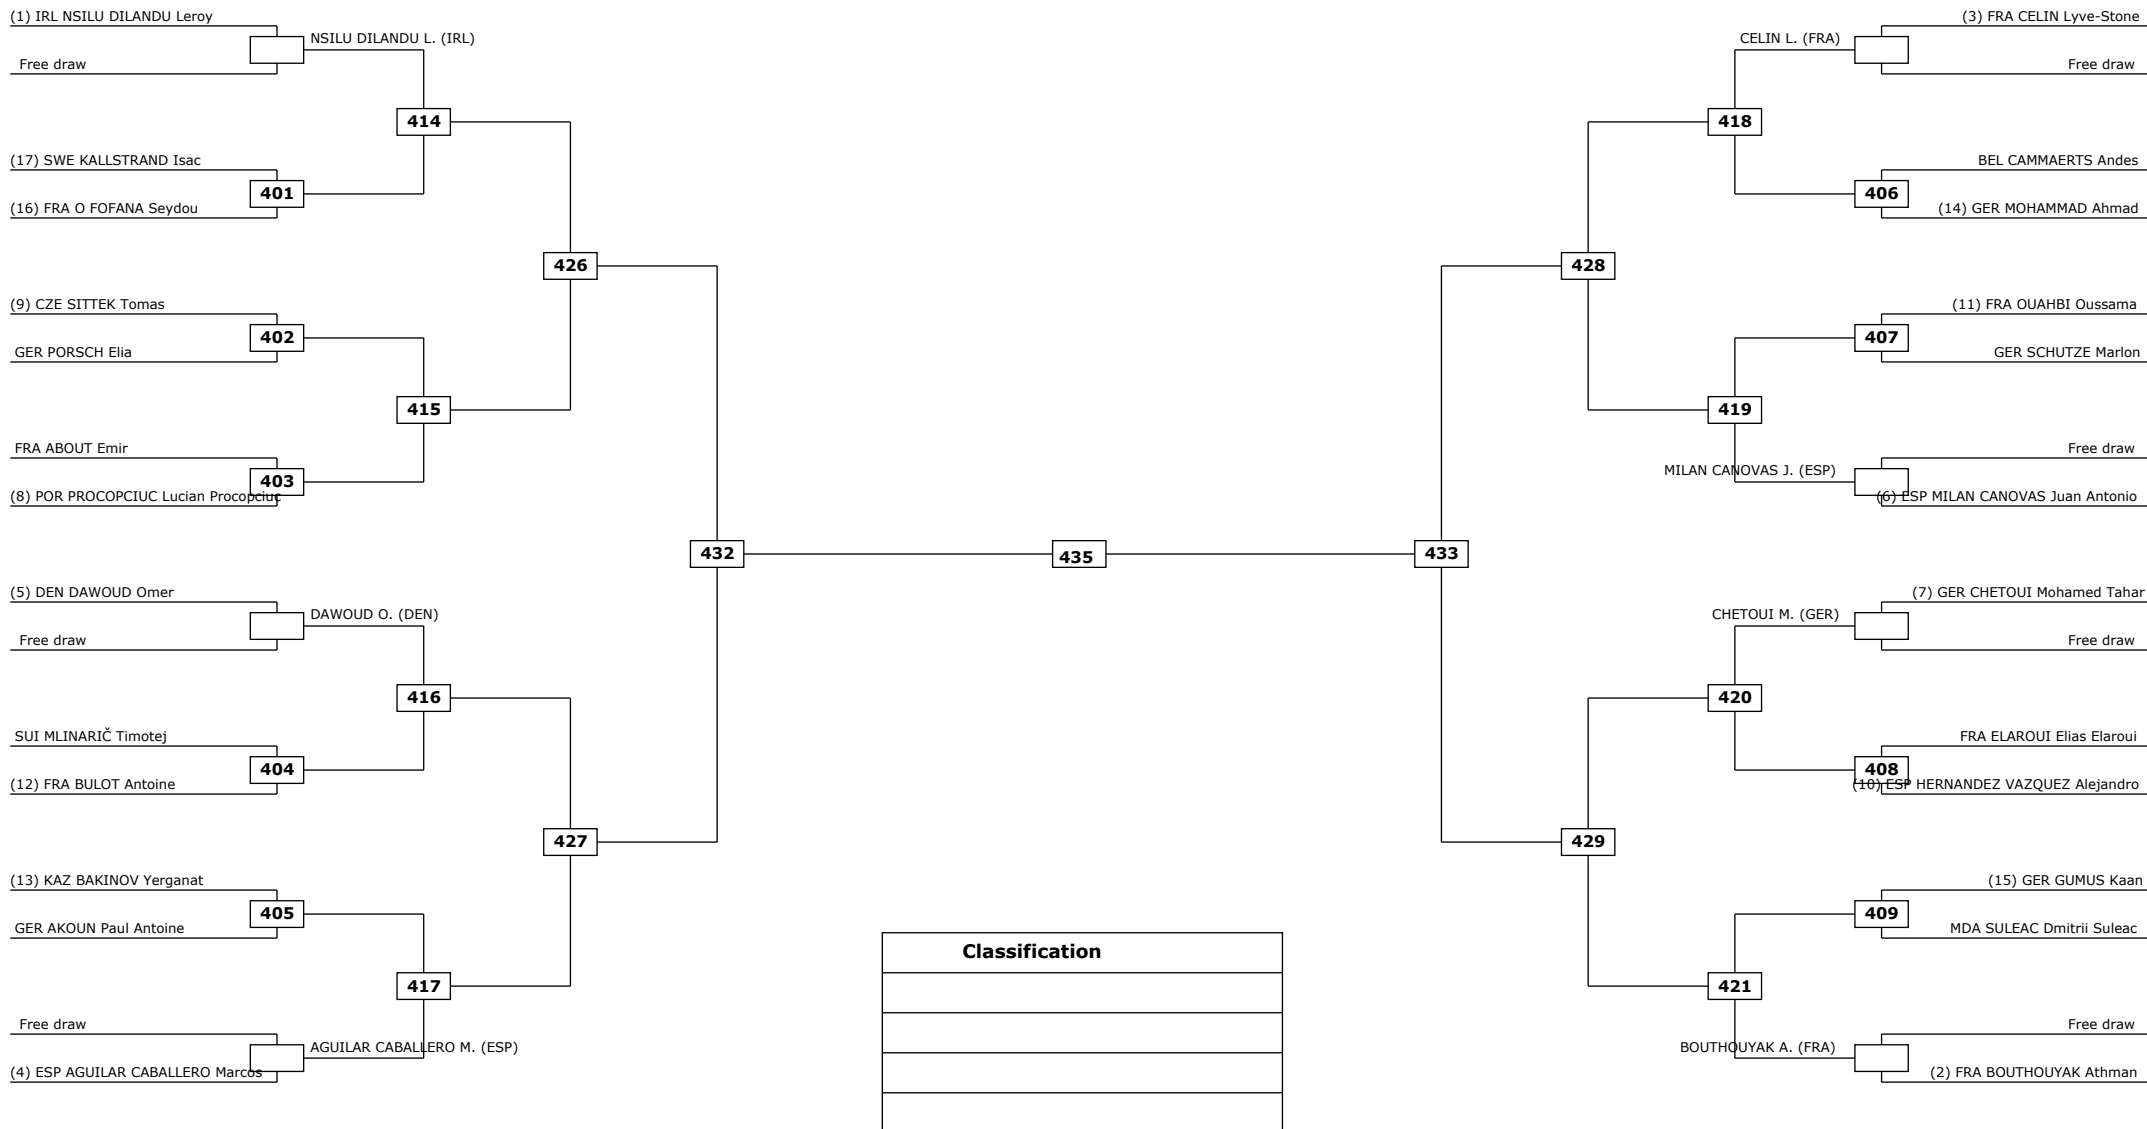 (1) IRL NSILU DILANDU Leroy
NSILU DILANDU L. (IRL)
Free draw
414
(17) SWE KALLSTRAND Isac
401
(16) FRA O FOFANA Seydou
426
(9) CZE SITTEK Tomas
402
GER PORSCH Elia
415
FRA ABOUT Emir
403
(8) POR PROCOPCIUC Lucian Procopciuc
432
(5) DEN DAWOUD Omer
DAWOUD O. (DEN)
Free draw
416
SUI MLINARIČ Timotej
404
(12) FRA BULOT Antoine
427
(13) KAZ BAKINOV Yerganat
405
GER AKOUN Paul Antoine
417
Free draw
AGUILAR CABALLERO M. (ESP)
(4) ESP AGUILAR CABALLERO Marcos
435
Classification
(3) FRA CELIN Lyve-Stone
CELIN L. (FRA)
Free draw
418
BEL CAMMAERTS Andes
406
(14) GER MOHAMMAD Ahmad
428
(11) FRA OUAHBI Oussama
407
GER SCHUTZE Marlon
419
Free draw
MILAN CANOVAS J. (ESP)
(6) ESP MILAN CANOVAS Juan Antonio
433
(7) GER CHETOUI Mohamed Tahar
CHETOUI M. (GER)
Free draw
420
FRA ELAROUI Elias Elaroui
408
(10) ESP HERNANDEZ VAZQUEZ Alejandro
429
(15) GER GUMUS Kaan
409
MDA SULEAC Dmitrii Suleac
421
Free draw
BOUTHOUYAK A. (FRA)
(2) FRA BOUTHOUYAK Athman